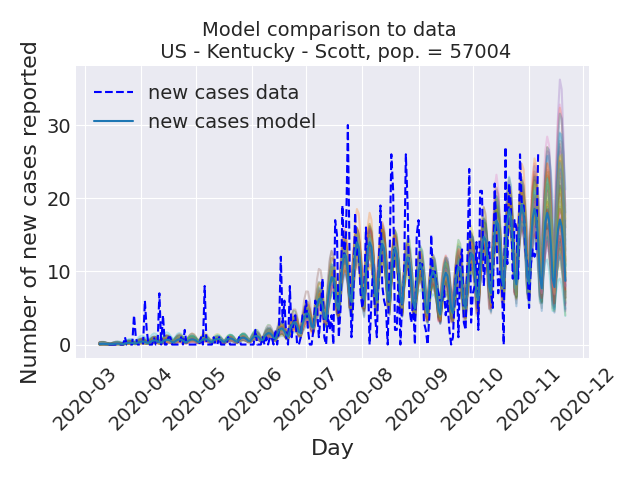 Model comparison to data
US - Kentucky - Scott, pop. = 57004
Number of new cases reported
new cases data
new cases model
30
20
10
0
2020-03
2020-04
2020-05
2020-06
2020-07
2020-08
2020-09
2020-10
2020-11
2020-12
Day